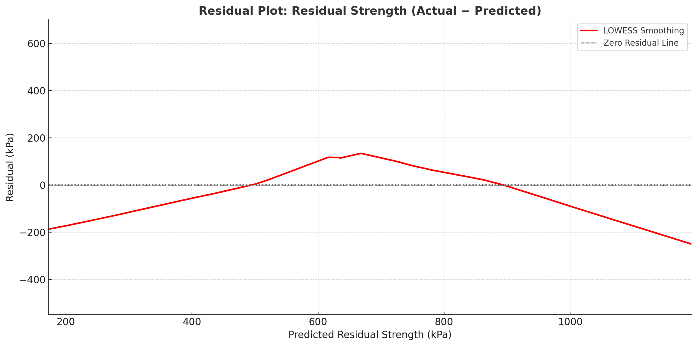 Residual Plot: Residual Strength (Actual − Predicted)
LOWESS Smoothing
Zero Residual Line
600
400
200
0
−200
−400
Residual (kPa)
200 400 600 800 1000
Predicted Residual Strength (kPa)